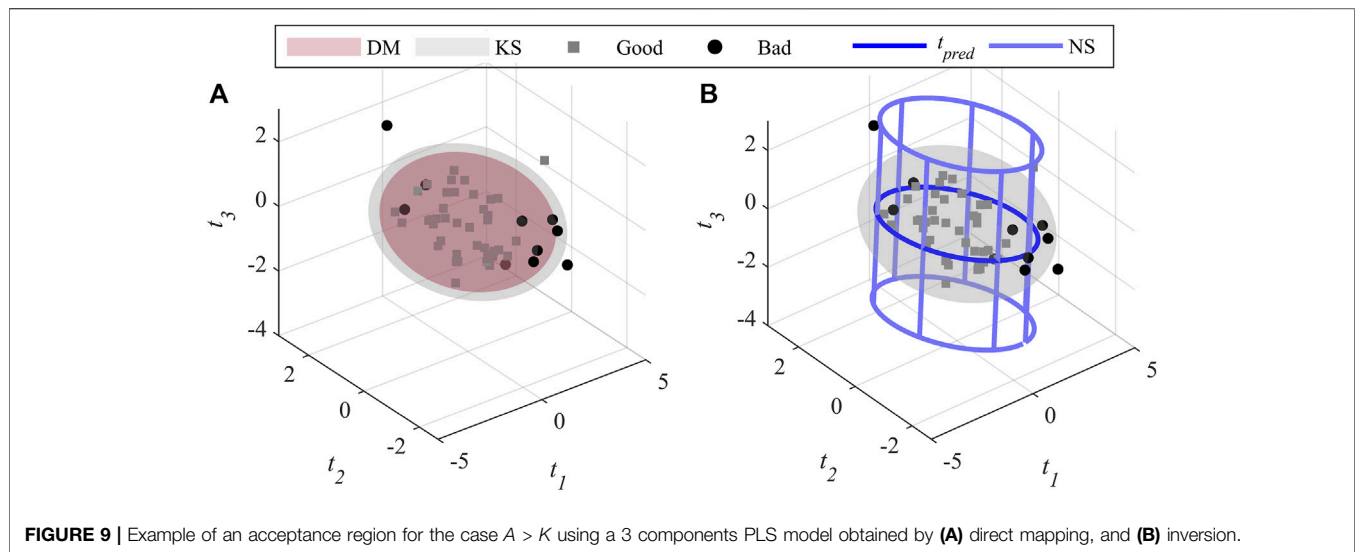 DM KS Good Bad t_pred NS
A
B
2
0
-2
-4
t_3
2
0
-2
t_2
-5
0
5
t_1
2
0
-2
-4
t_3
2
0
-2
t_2
-5
0
5
t_1
FIGURE 9 | Example of an acceptance region for the case A > K using a 3 components PLS model obtained by (A) direct mapping, and (B) inversion.